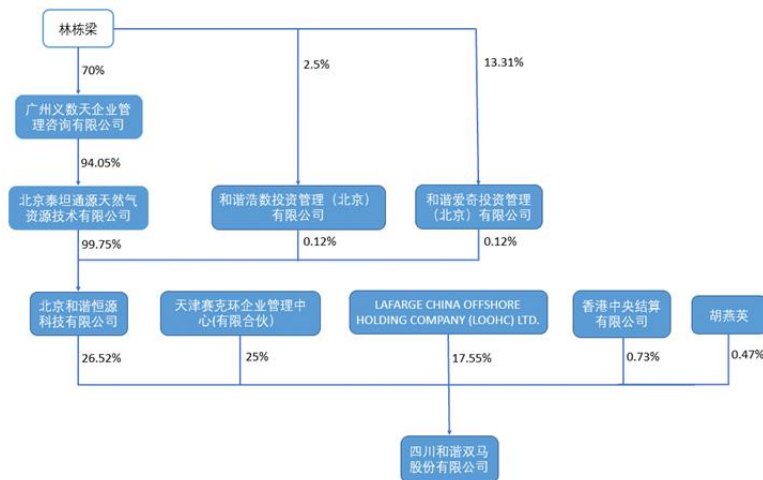 林栋梁
70%
2.5%
13.31%
广州义数天企业管
理咨询有限公司
94.05%
北京泰坦通源天然气
资源技术有限公司
和谐浩数投资管理（北京）
有限公司
和谐爱奇投资管理
（北京）有限公司
99.75%
0.12%
0.12%
北京和谐恒源
科技有限公司
天津赛克环企业管理中
心(有限合伙）
LAFARGE CHINA OFFSHORE
HOLDING COMPANY (LOOHC) LTD.
香港中央结算
有限公司
胡燕英
26.52%
25%
17.55%
0.73%
0.47%
四川和谐双马
股份有限公司